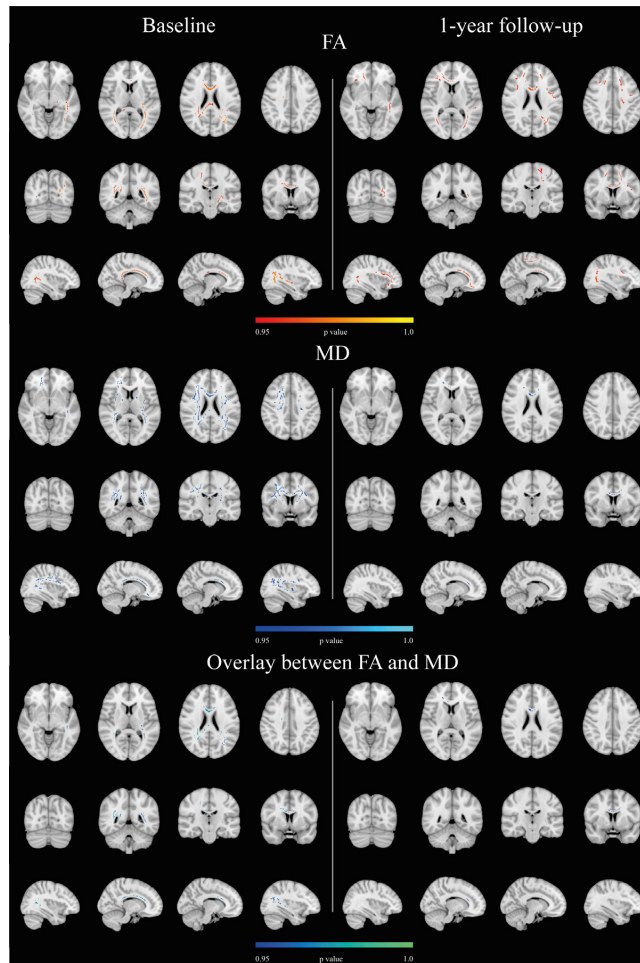 Baseline
1-year follow-up
FA
0.95 p value 1.0
MD
0.95 p value 1.0
Overlay between FA and MD
0.95 p value 1.0